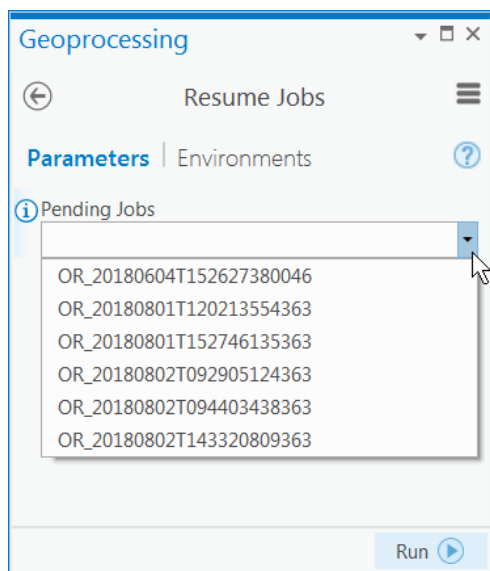 Geoprocessing
Resume Jobs
Parameters | Environments
Pending Jobs
OR_20180604T152627380046
OR_20180801T120213554363
OR_20180801T152746135363
OR_20180802T092905124363
OR_20180802T094403438363
OR_20180802T143320809363
Run